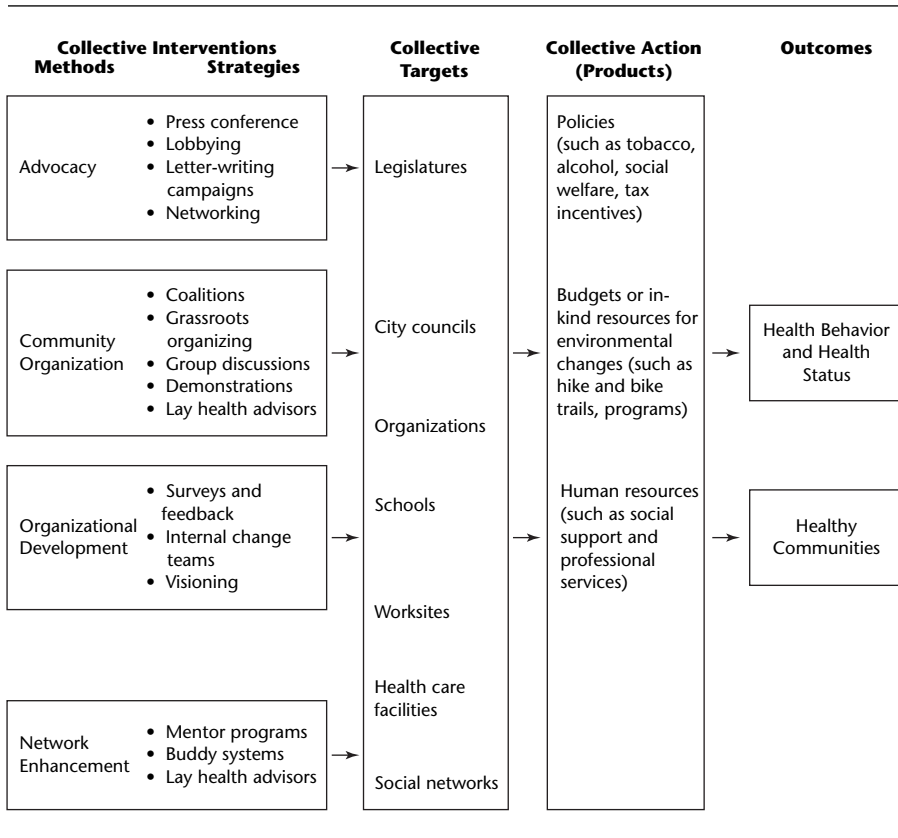 Collective Interventions
Methods Strategies
Collective
Targets
Collective Action
(Products)
Outcomes
Advocacy
• Press conference
• Lobbying
• Letter-writing
campaigns
• Networking
Community
Organization
• Coalitions
• Grassroots
organizing
• Group discussions
• Demonstrations
• Lay health advisors
Organizational
Development
• Surveys and
feedback
• Internal change
teams
• Visioning
Network
Enhancement
• Mentor programs
• Buddy systems
• Lay health advisors
Legislatures
City councils
Organizations
Schools
Worksites
Health care
facilities
Social networks
Policies
(such as tobacco,
alcohol, social
welfare, tax
incentives)
Budgets or in-
kind resources for
environmental
changes (such as
hike and bike
trails, programs)
Human resources
(such as social
support and
professional
services)
Health Behavior
and Health
Status
Healthy
Communities